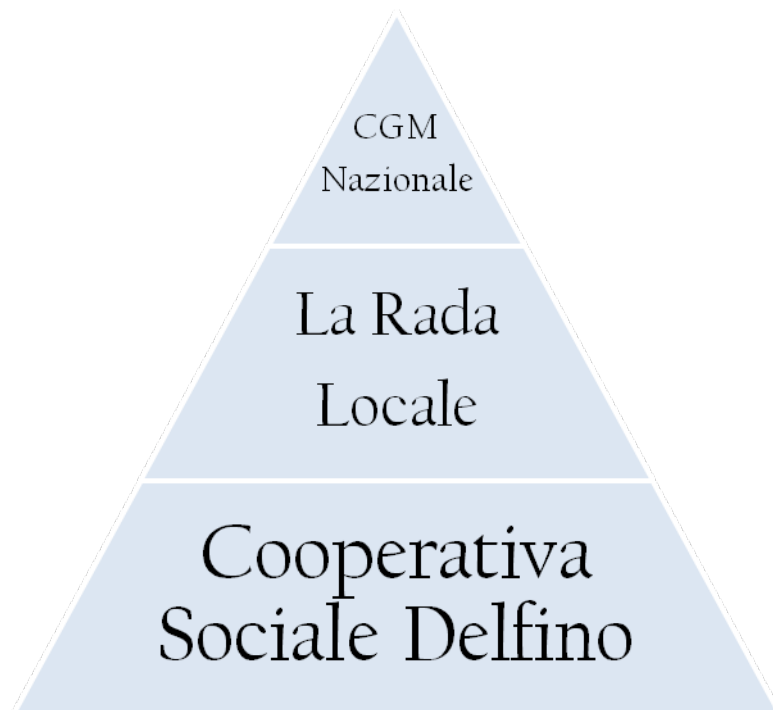 CGM
Nazionale
La Rada
Locale
Cooperativa
Sociale Delfino